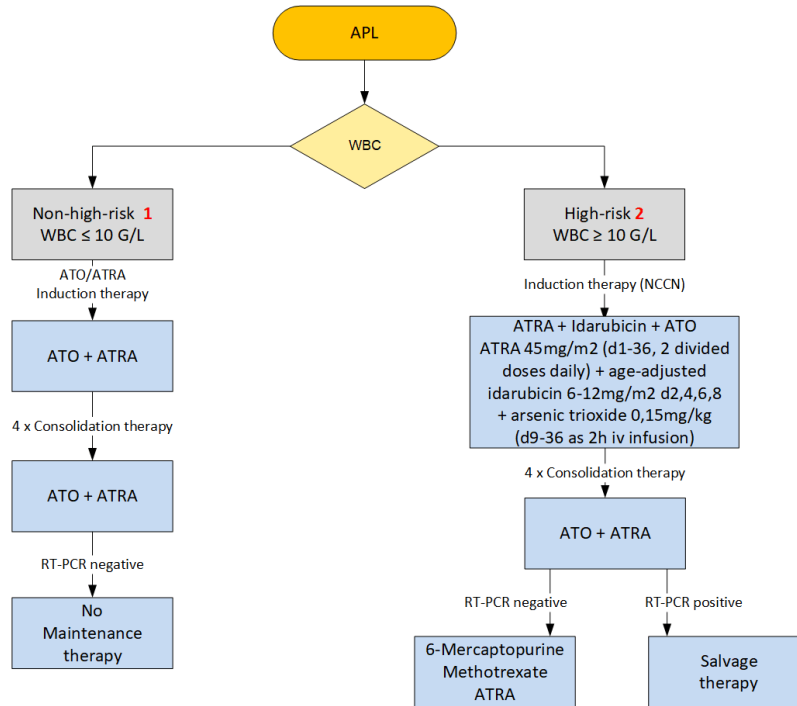 APL
WBC
Non-high-risk 1
WBC ≤ 10 G/L
High-risk 2
WBC ≥ 10 G/L
ATO/ATRA
Induction therapy
Induction therapy (NCCN)
ATO + ATRA
ATRA + Idarubicin + ATO
ATRA 45mg/m2 (d1-36, 2 divided
doses daily) + age-adjusted
idarubicin 6-12mg/m2 d2,4,6,8
+ arsenic trioxide 0,15mg/kg
(d9-36 as 2h iv infusion)
4 x Consolidation therapy
4 x Consolidation therapy
ATO + ATRA
ATO + ATRA
RT-PCR negative
RT-PCR negative
RT-PCR positive
No
Maintenance
therapy
6-Mercaptopurine
Methotrexate
ATRA
Salvage
therapy